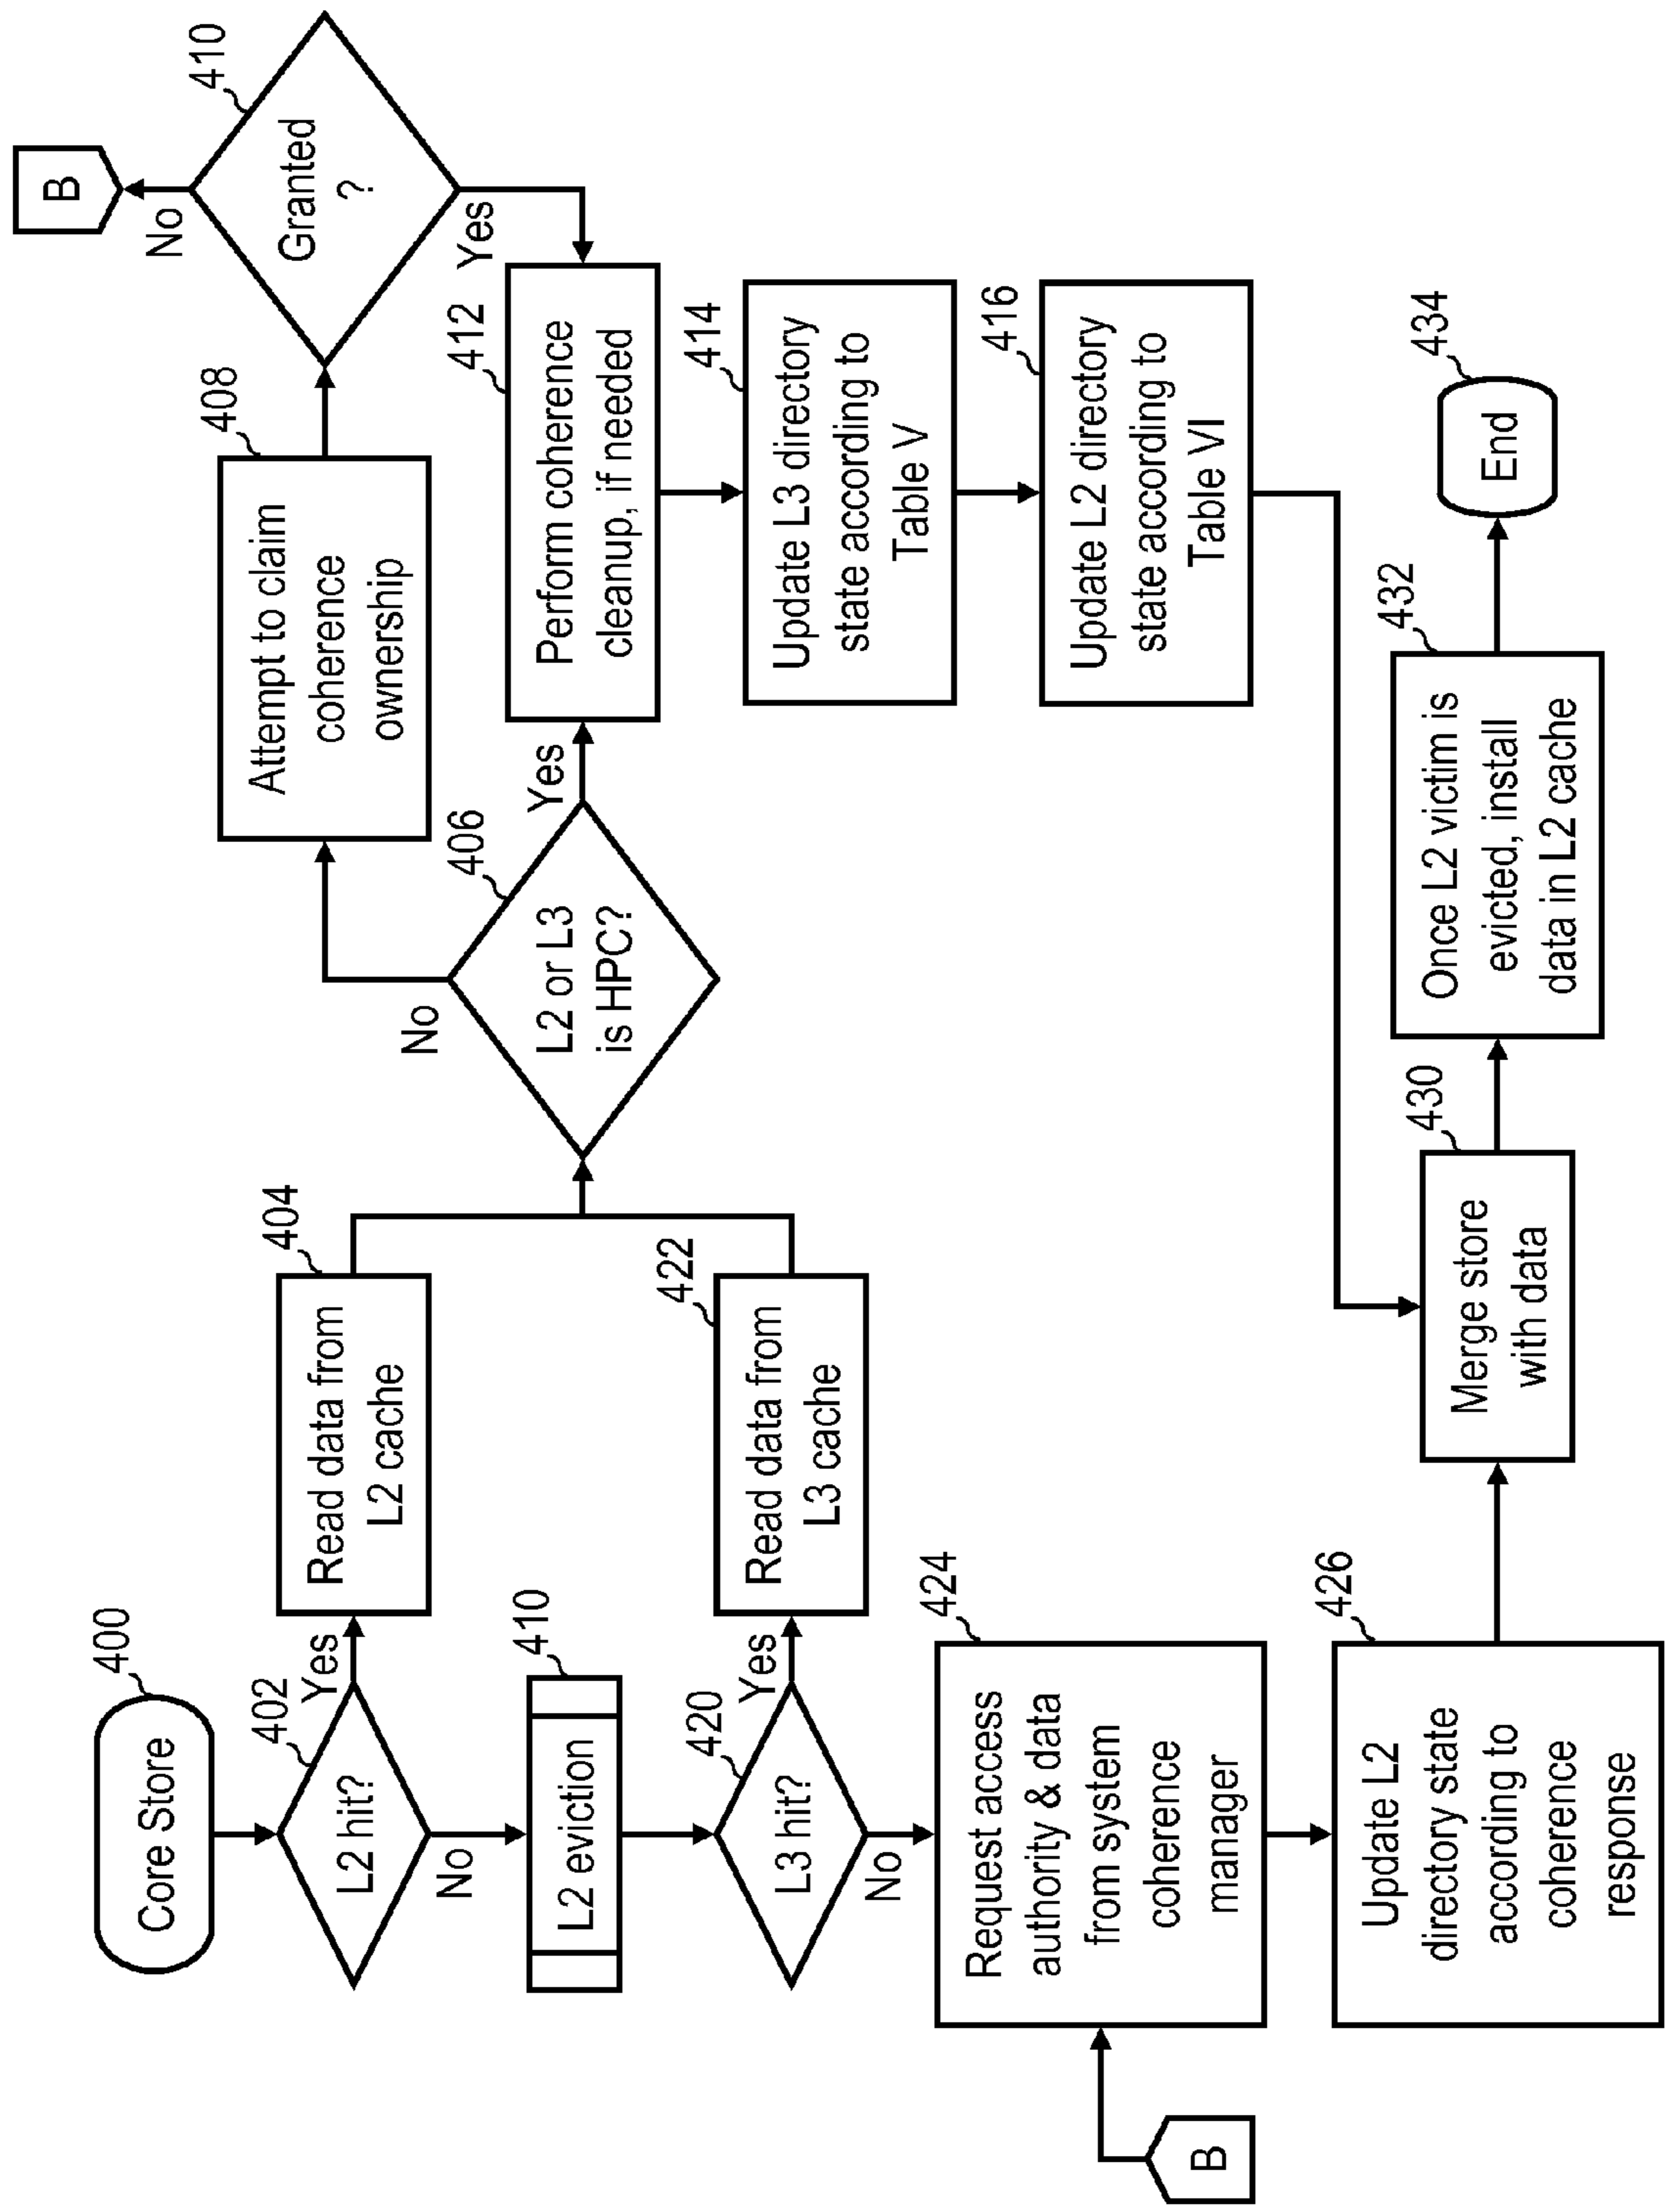 400
Core Store
402
L2 hit?
Yes
No
404
Read data from
L2 cache
410
L2 eviction
420
L3 hit?
Yes
No
422
Read data from
L3 cache
406
L2 or L3
is HPC?
No
Yes
408
Attempt to claim
coherence
ownership
410
Granted
?
No
B
Yes
412
Perform coherence
cleanup, if needed
414
Update L3 directory
state according to
Table V
416
Update L2 directory
state according to
Table VI
B
424
Request access
authority & data
from system
coherence
manager
426
Update L2
directory state
according to
coherence
response
430
Merge store
with data
432
Once L2 victim is
evicted, install
data in L2 cache
434
End